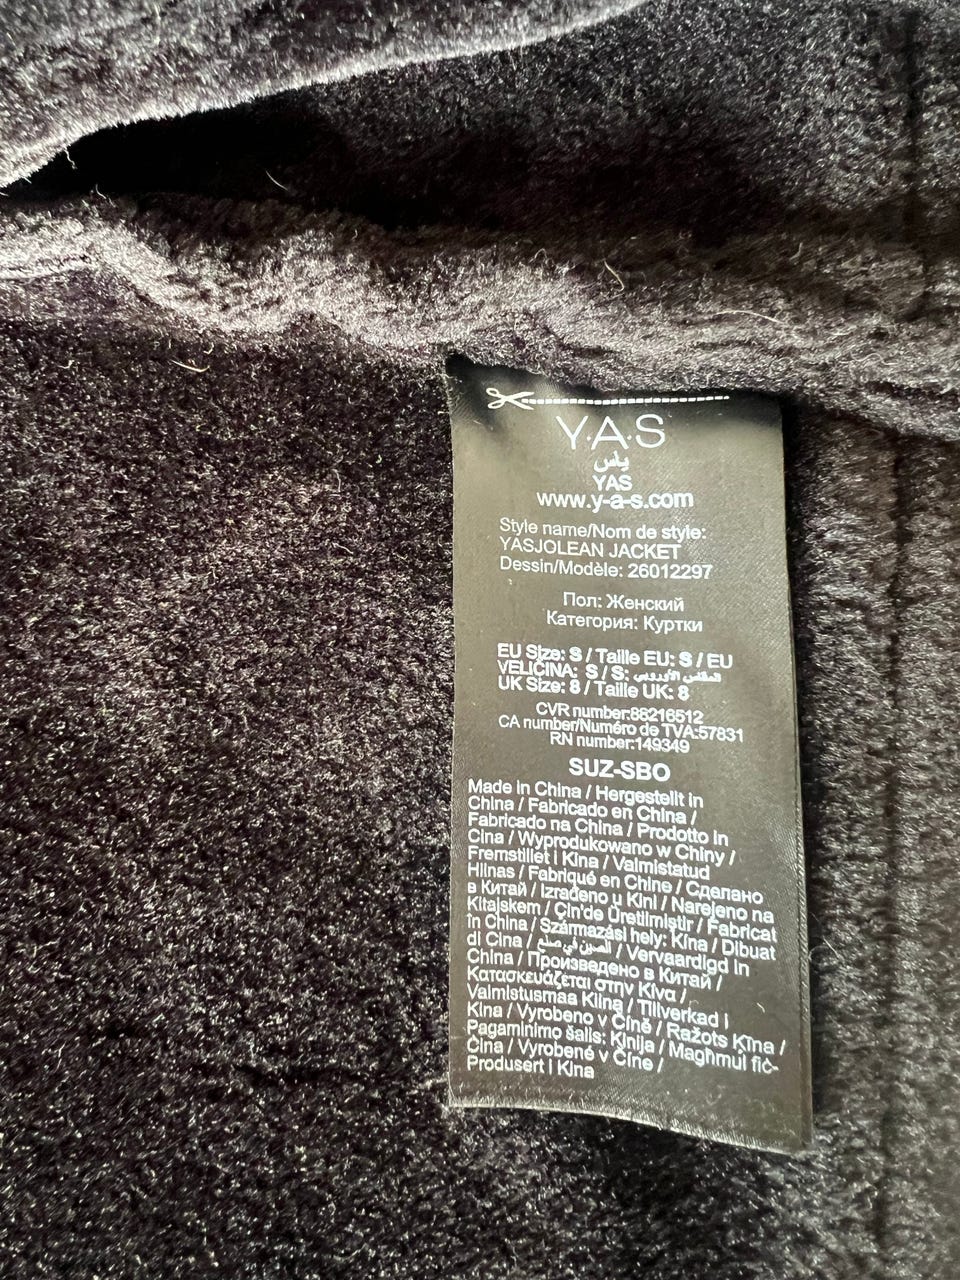 Y.A.S
ياس
YAS
www.y-a-s.com
Style name/Nom de style:
YASJOLEAN JACKET
Dessin/Modèle: 26012297
Пол: Женский
Категория: Куртки
EU Size: S / Taille EU: S / EU
VELIČINA: S / S: المقاس الأوروبي
UK Size: 8 / Taille UK: 8
CVR number:88216512
CA number/Numéro de TVA:57831
RN number:149349
SUZ-SBO
Made in China / Hergestellt in
China / Fabricado en China /
Fabricado na China / Prodotto in
Cina / Wyprodukowano w Chiny /
Fremstillet i Kina / Valmistatud
Hiinas / Fabriqué en Chine / Сделано
в Китай / Izrađeno u Kini / Narejeno na
Kitajskem / Çin'de Üretilmiştir / Fabricat
în China / Származási hely: Kína / Dibuat
di Cina / الصين في صنع / Vervaardigd in
China / Произведено в Китай /
Κατασκευάζεται στην Κίνα /
Valmistusmaa Kiina / Tillverkad i
Kina / Vyrobeno v Číně / Ražots Ķīna /
Pagaminimo šalis: Kinija / Magħmul fiċ-
Ċina / Vyrobené v Číne /
Produsert i Kina